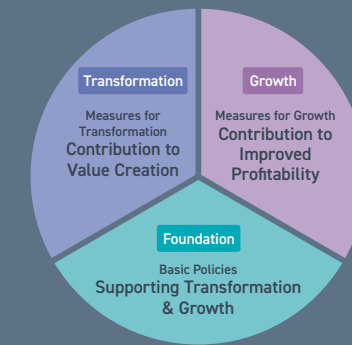 Transformation
Measures for
Transformation
Contribution to
Value Creation
Growth
Measures for Growth
Contribution to
Improved
Profitability
Foundation
Basic Policies
Supporting Transformation
& Growth